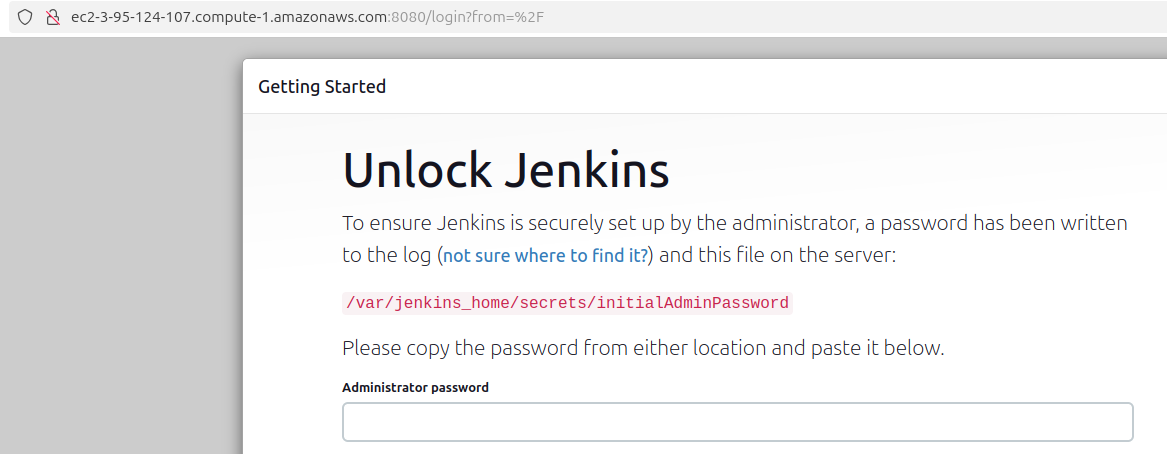 ec2-3-95-124-107.compute-1.amazonaws.com:8080/login?from=%2F
Getting Started
Unlock Jenkins
To ensure Jenkins is securely set up by the administrator, a password has been written
to the log (not sure where to find it?) and this file on the server:
/var/jenkins_home/secrets/initialAdminPassword
Please copy the password from either location and paste it below.
Administrator password